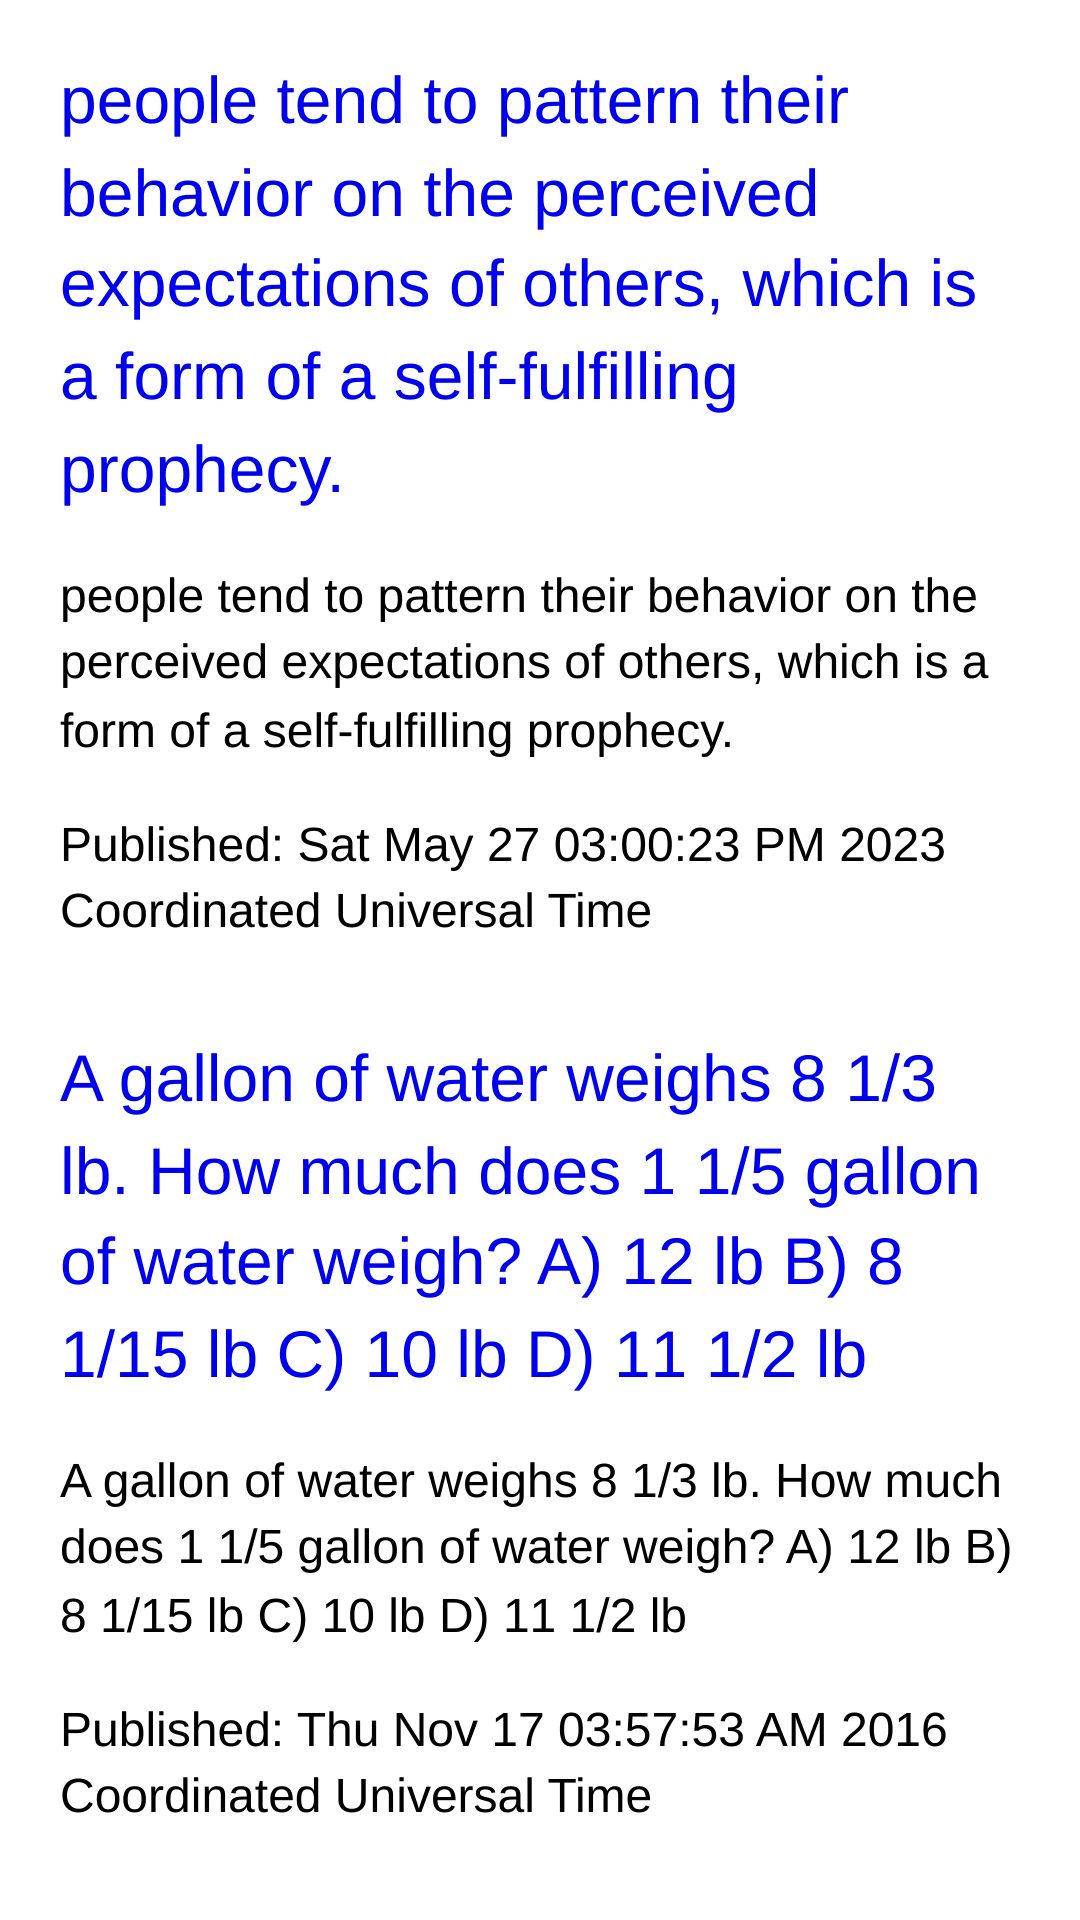 people tend to pattern their
behavior on the perceived
expectations of others, which is
a form of a self-fulfilling
prophecy.
people tend to pattern their behavior on the
perceived expectations of others, which is a
form of a self-fulfilling prophecy.
Published: Sat May 27 03:00:23 PM 2023
Coordinated Universal Time
A gallon of water weighs 8 1/3
lb. How much does 1 1/5 gallon
of water weigh? A) 12 lb B) 8
1/15 lb C) 10 lb D) 11 1/2 lb
A gallon of water weighs 8 1/3 lb. How much
does 1 1/5 gallon of water weigh? A) 12 lb B)
8 1/15 lb C) 10 lb D) 11 1/2 lb
Published: Thu Nov 17 03:57:53 AM 2016
Coordinated Universal Time